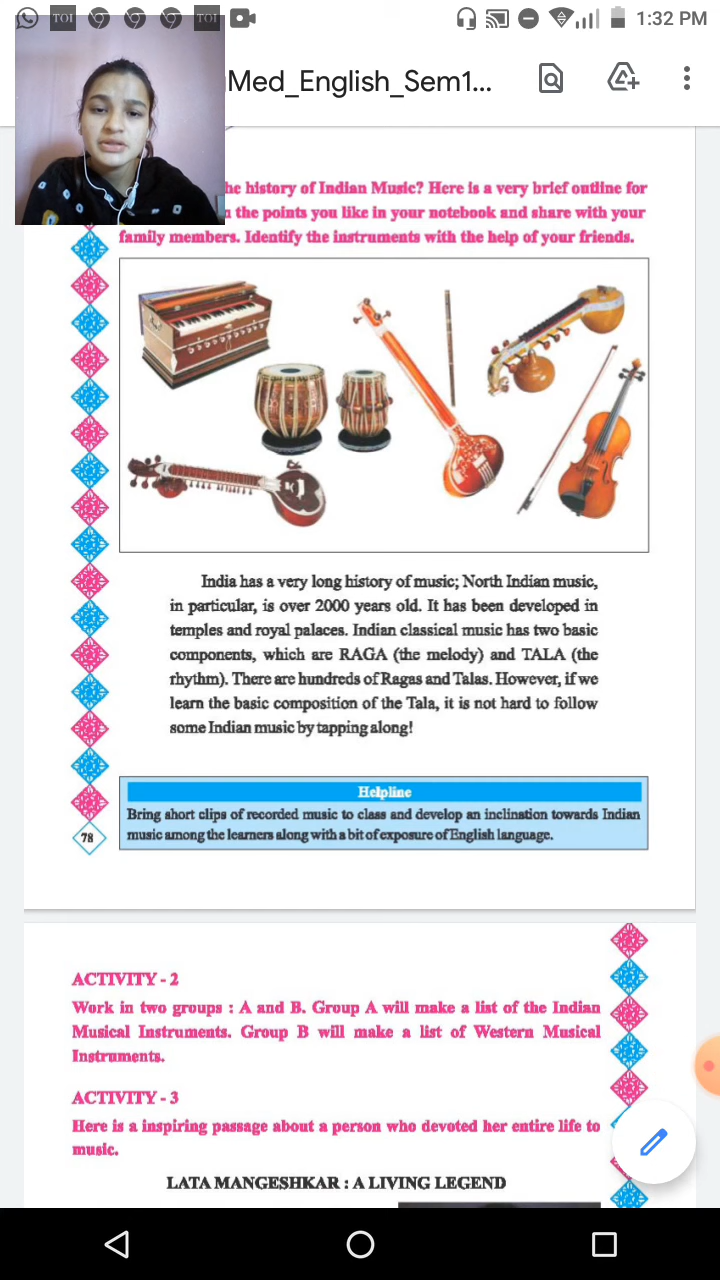 TOI
TOI
1:32 PM
Med_English_Sem1...
he history of Indian Music? Here is a very brief outline for
the points you like in your notebook and share with your
family members. Identify the instruments with the help of your friends.
India has a very long history of music; North Indian music,
in particular, is over 2000 years old. It has been developed in
temples and royal palaces. Indian classical music has two basic
components, which are RAGA (the melody) and TALA (the
rhythm). There are hundreds of Ragas and Talas. However, if we
learn the basic composition of the Tala, it is not hard to follow
some Indian music by tapping along!
Helpline
Bring short clips of recorded music to class and develop an inclination towards Indian
music among the learners along with a bit of exposure of English language.
78
ACTIVITY - 2
Work in two groups : A and B. Group A will make a list of the Indian
Musical Instruments. Group B will make a list of Western Musical
Instruments.
ACTIVITY - 3
Here is a inspiring passage about a person who devoted her entire life to
music.
LATA MANGESHKAR : A LIVING LEGEND